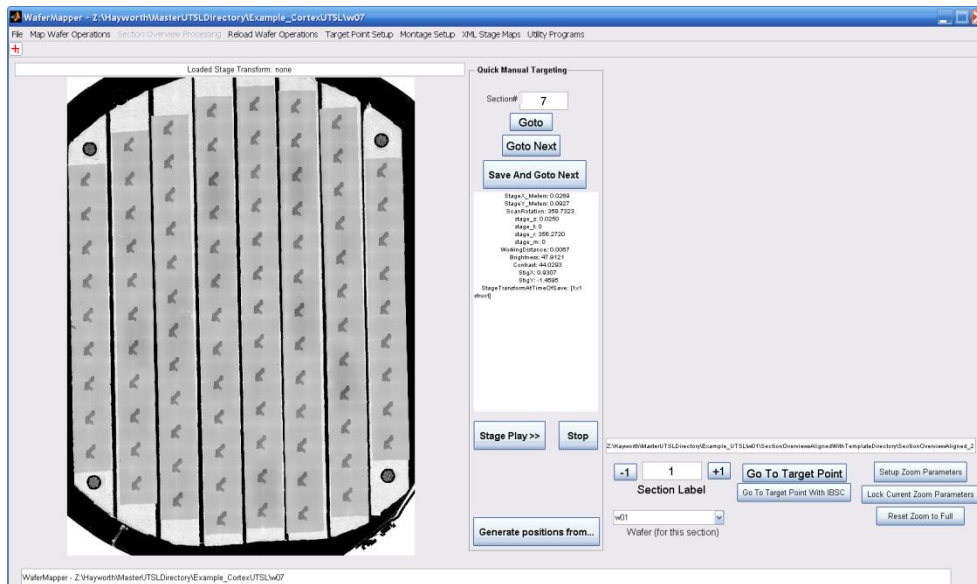 WaferMapper - Z:\Hayworth\MasterUTSLDirectory\Example_CortexUTSL\w07
File Map Wafer Operations Section Overview Processing Reload Wafer Operations Target Point Setup Montage Setup XML Stage Maps Utility Programs
Loaded Stage Transform: none
Quick Manual Targeting
Section# 7
Goto
Goto Next
Save And Goto Next
StageX_Meters: 0.0269
StageY_Meters: 0.0927
ScanRotation: 359.7323
stage_z: 0.0250
stage_t: 0
stage_r: 356.2720
stage_m: 0
WorkingDistance: 0.0067
Brightness: 47.9121
Contrast: 44.0293
StigX: 0.8307
StigY: -1.4595
StageTransformAtTimeOfSave: [1x1
struct]
Stage Play>> Stop
Generate positions from...
Z:\Hayworth\MasterUTSLDirectory\Example_UTSL\w01\SectionOverviewsAlignedWithTemplateDirectory\SectionOverviewAligned_2
-1 1 +1
Section Label
Go To Target Point
Go To Target Point With IBSC
w01
Wafer (for this section)
Setup Zoom Parameters
Lock Current Zoom Parameters
Reset Zoom to Full
WaferMapper - Z:\Hayworth\MasterUTSLDirectory\Example_CortexUTSL\w07